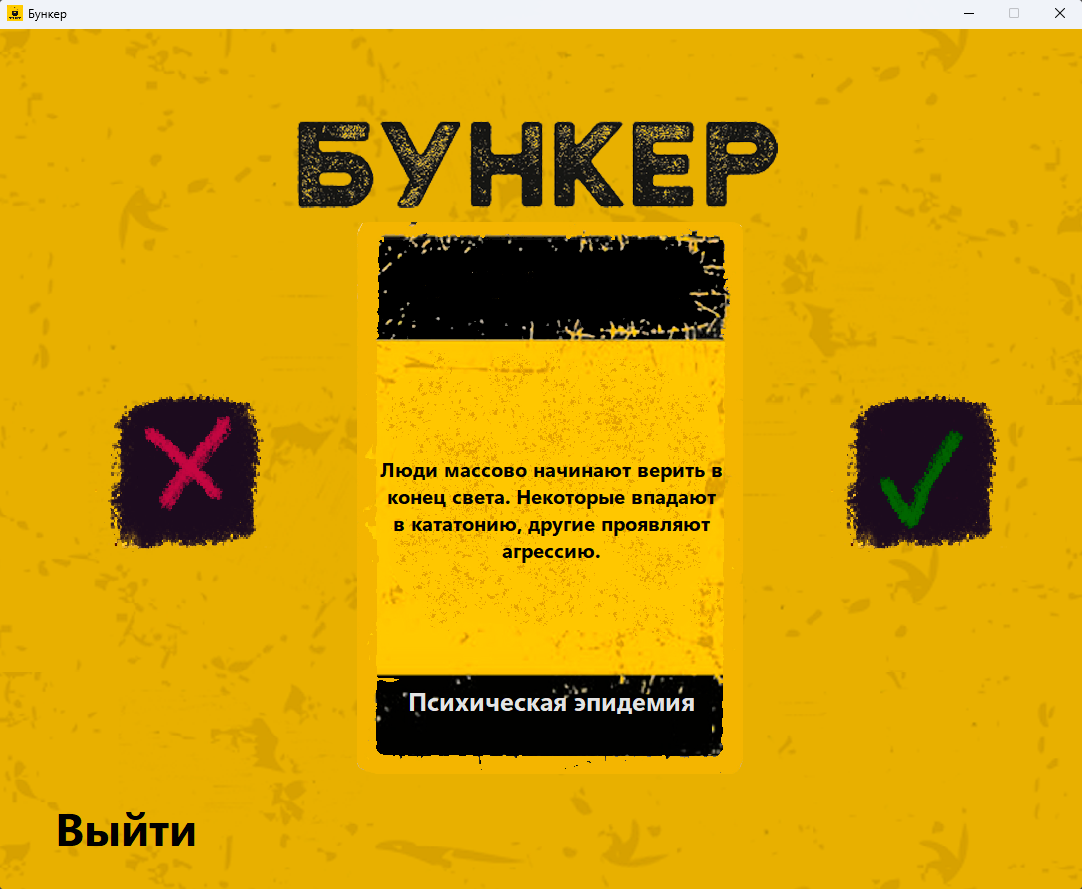 Бункер
БУНКЕР
Люди массово начинают верить в
конец света. Некоторые впадают
в кататонию, другие проявляют
агрессию.
Психическая эпидемия
Выйти